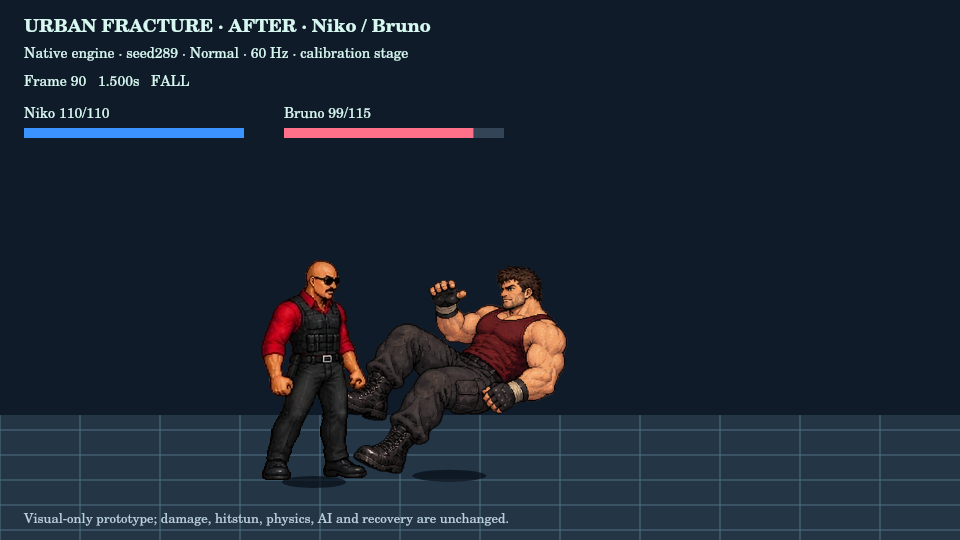 URBAN FRACTURE · AFTER · Niko / Bruno
Native engine · seed289 · Normal · 60 Hz · calibration stage
Frame 90 1.500s FALL
Niko 110/110 Bruno 99/115
Visual-only prototype; damage, hitstun, physics, AI and recovery are unchanged.